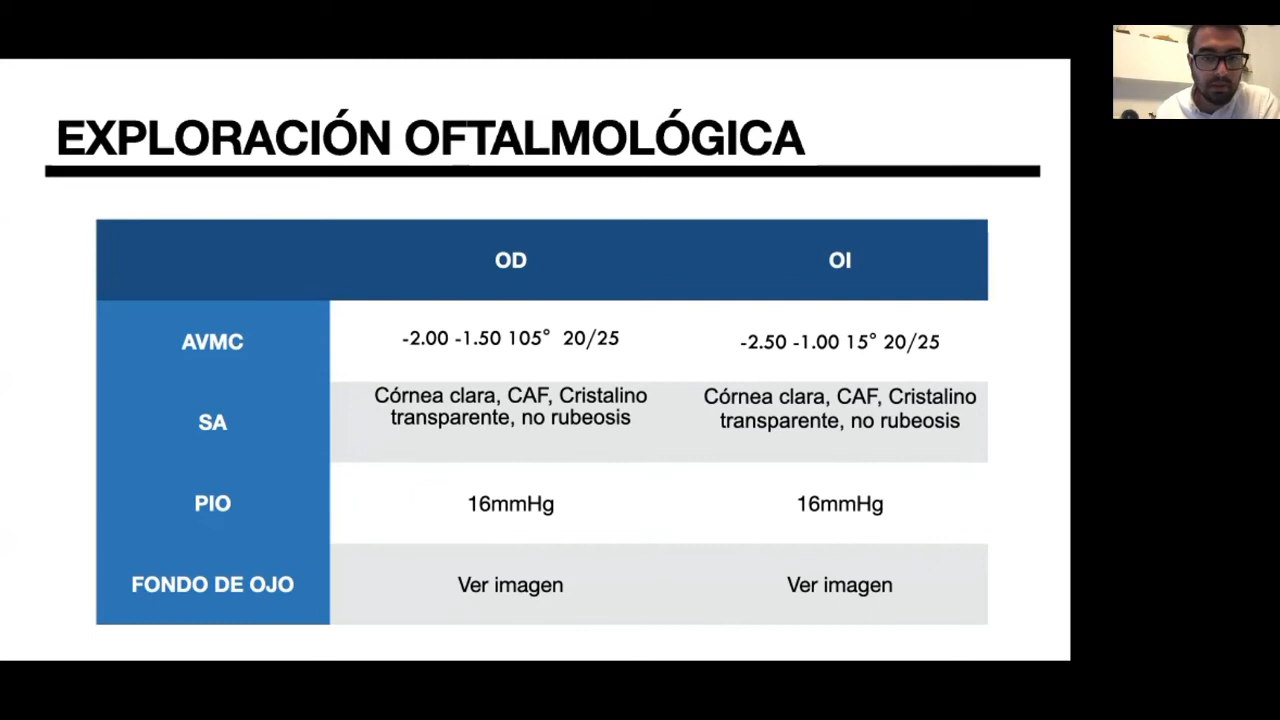 EXPLORACIÓN OFTALMOLÓGICA
OD OI
AVMC -2.00 -1.50 105° 20/25 -2.50 -1.00 15° 20/25
SA
Córnea clara, CAF, Cristalino
transparente, no rubeosis
Córnea clara, CAF, Cristalino
transparente, no rubeosis
PIO 16mmHg 16mmHg
FONDO DE OJO Ver imagen Ver imagen